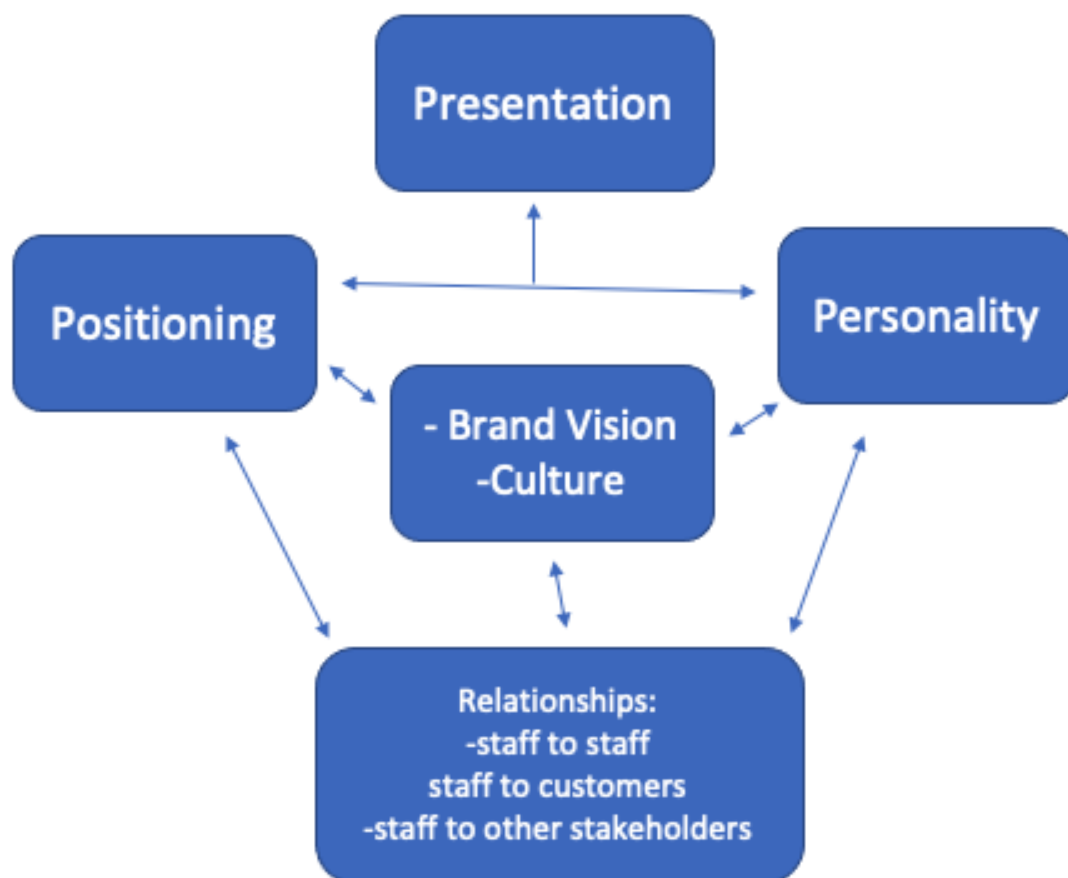 Presentation
Positioning
Personality
- Brand Vision
-Culture
Relationships:
-staff to staff
staff to customers
-staff to other stakeholders